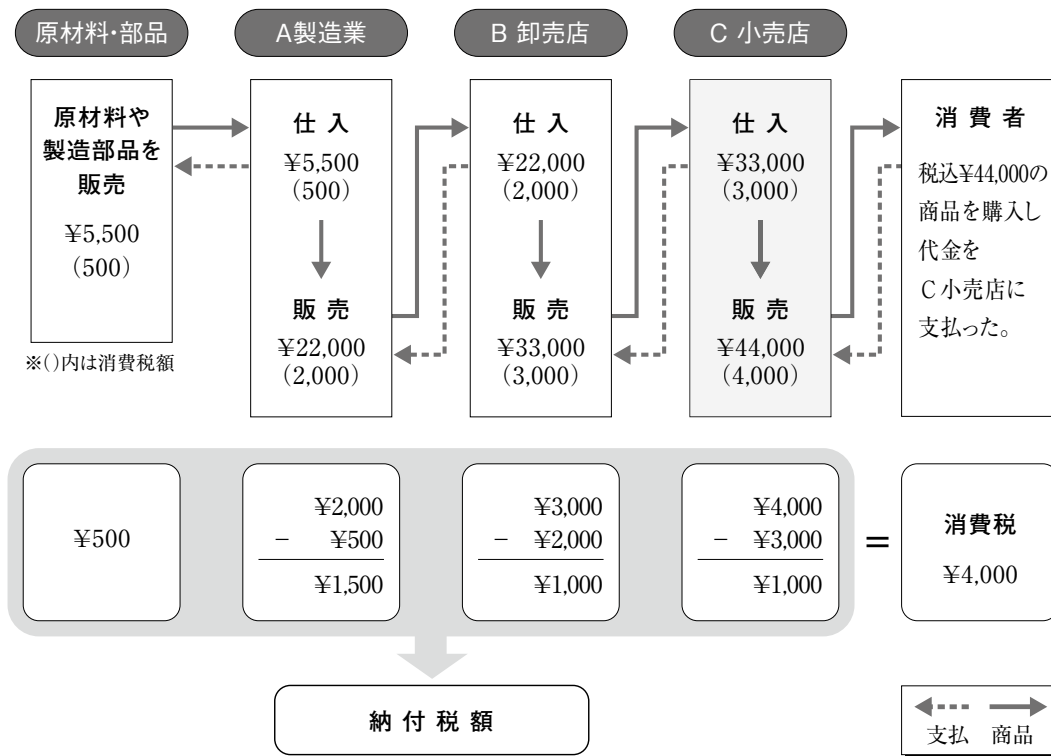 原材料・部品
A製造業
B 卸売店
C 小売店
原材料や
製造部品を
販売
¥5,500
(500)
※( )内は消費税額
仕入
¥5,500
(500)
販売
¥22,000
(2,000)
仕入
¥22,000
(2,000)
販売
¥33,000
(3,000)
仕入
¥33,000
(3,000)
販売
¥44,000
(4,000)
消費者
税込¥44,000の
商品を購入し
代金を
C小売店に
支払った。
¥500
¥2,000
− ¥500
¥1,500
¥3,000
− ¥2,000
¥1,000
¥4,000
− ¥3,000
¥1,000
=
消費税
¥4,000
納付税額
支払 商品